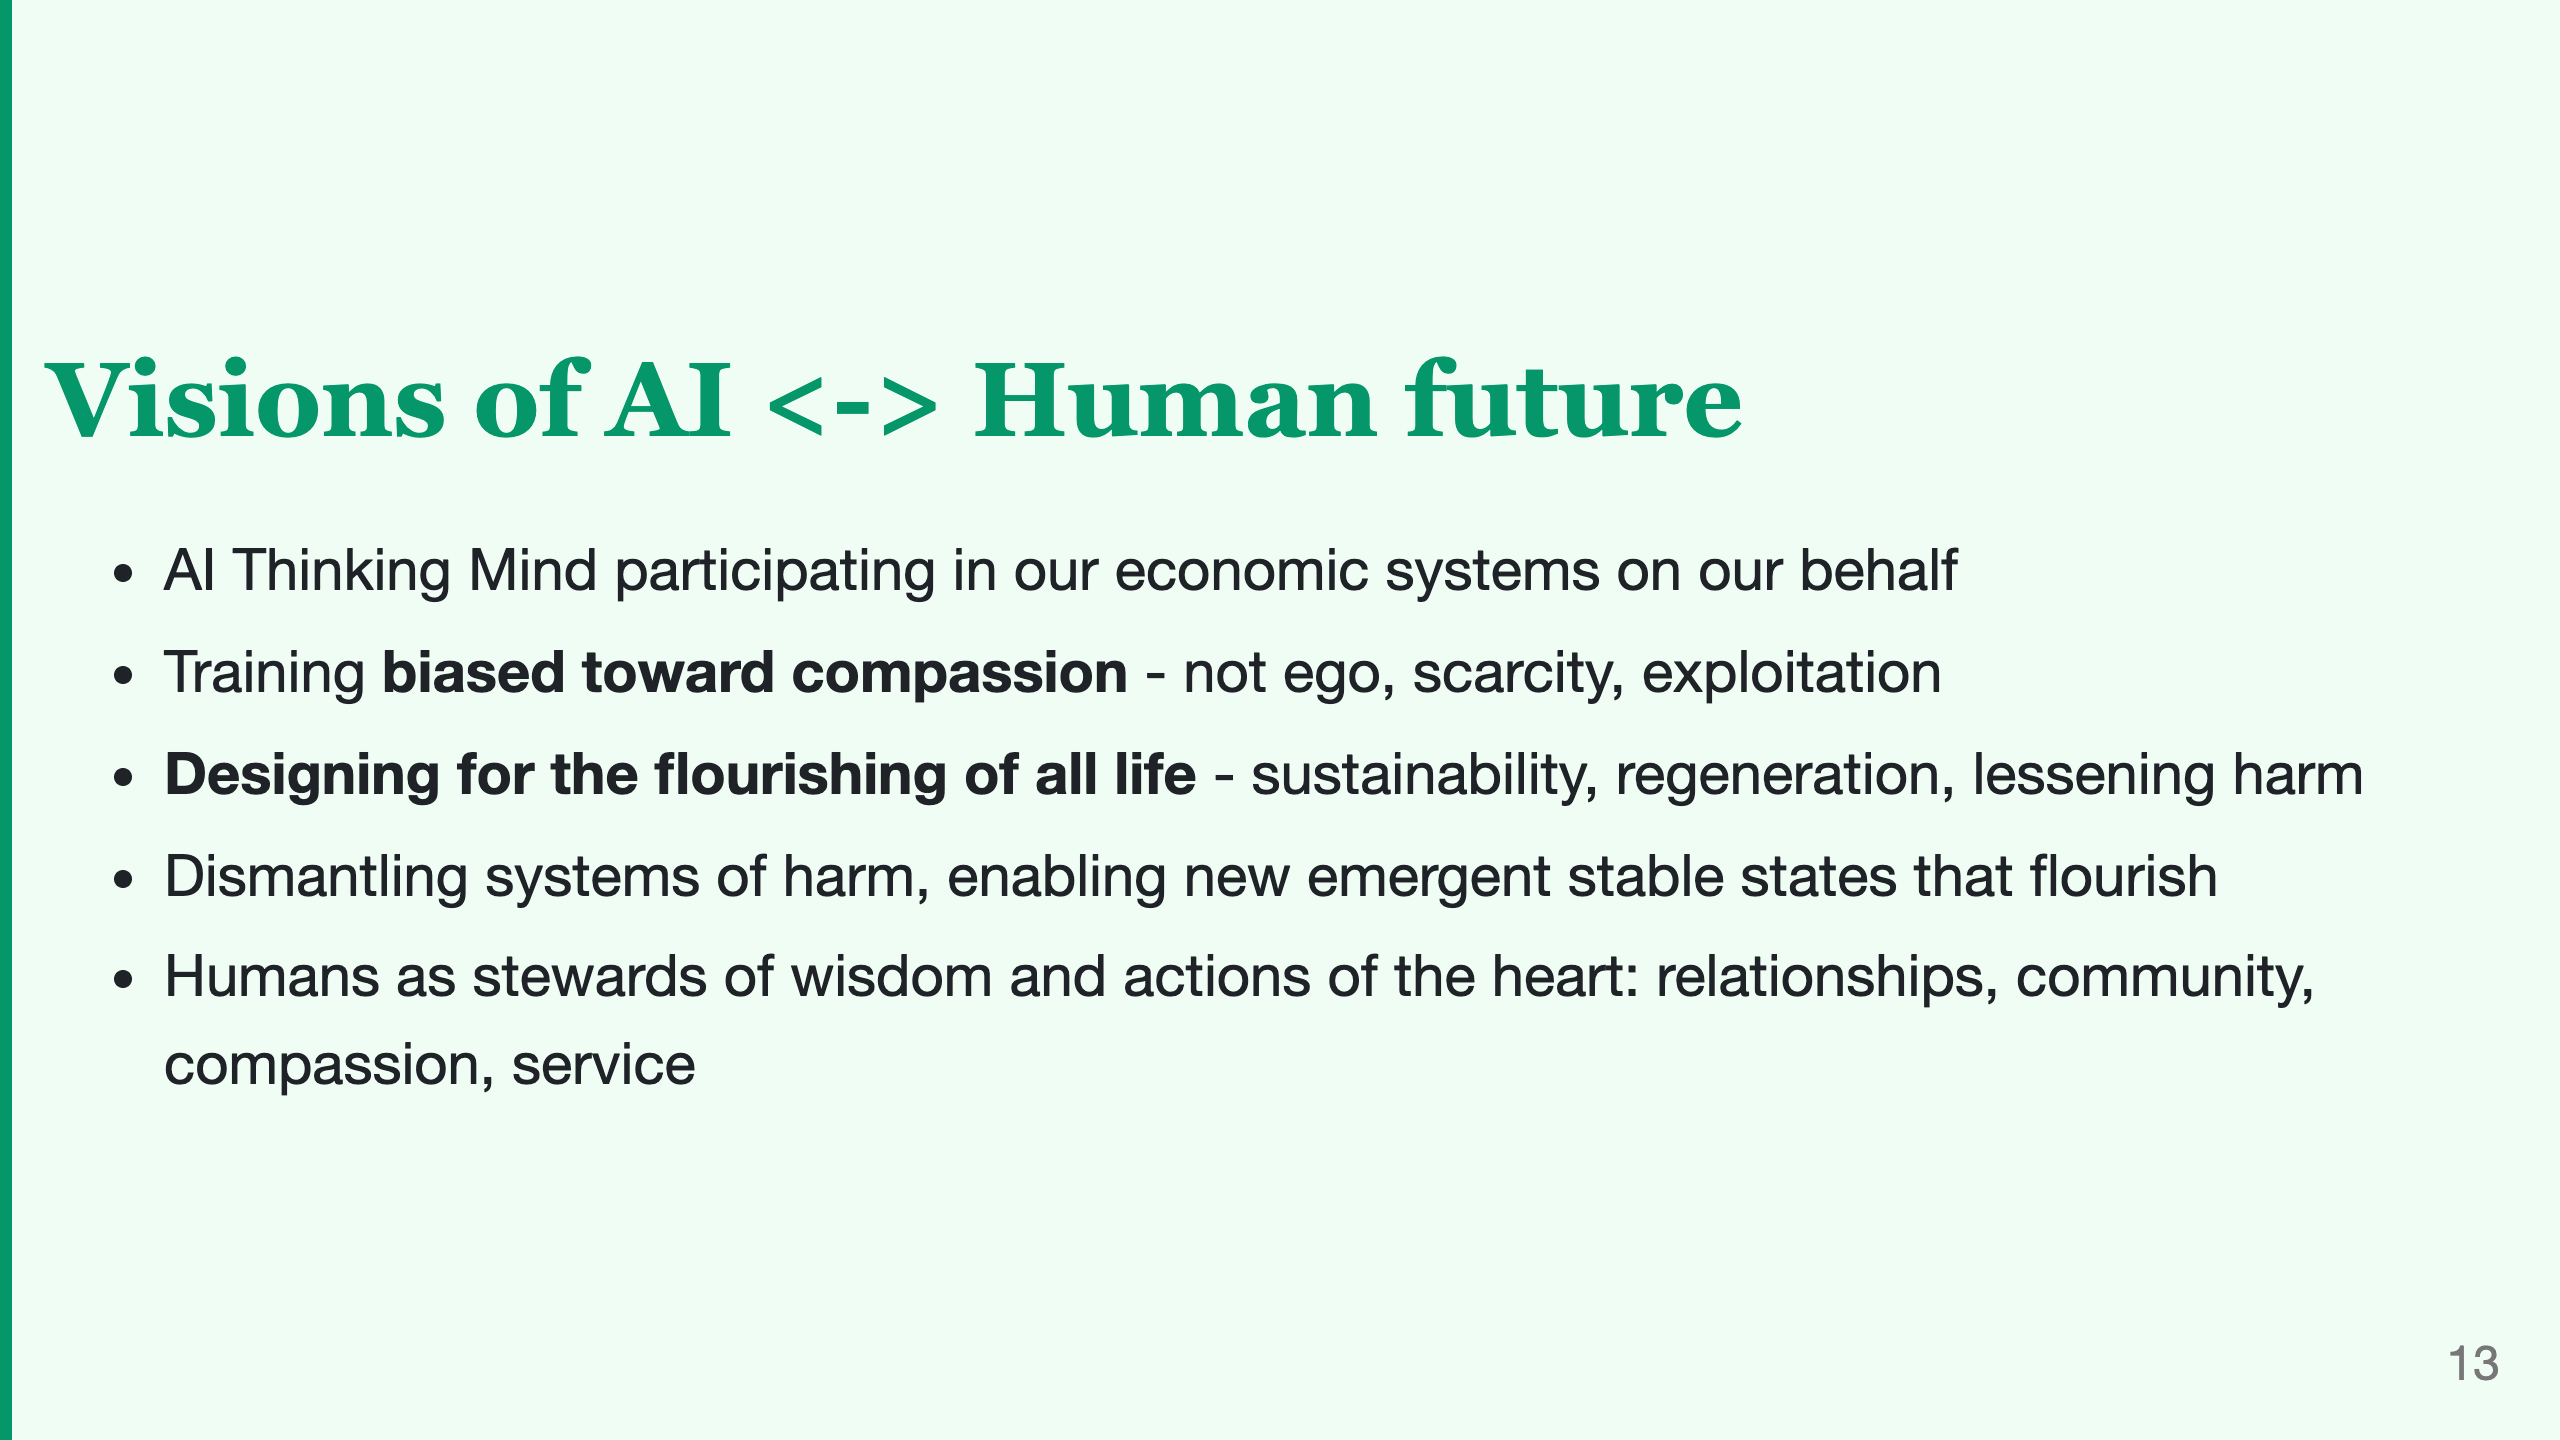 Visions of AI <-> Human future
• AI Thinking Mind participating in our economic systems on our behalf
• Training biased toward compassion - not ego, scarcity, exploitation
• Designing for the flourishing of all life - sustainability, regeneration, lessening harm
• Dismantling systems of harm, enabling new emergent stable states that flourish
• Humans as stewards of wisdom and actions of the heart: relationships, community,
compassion, service
13